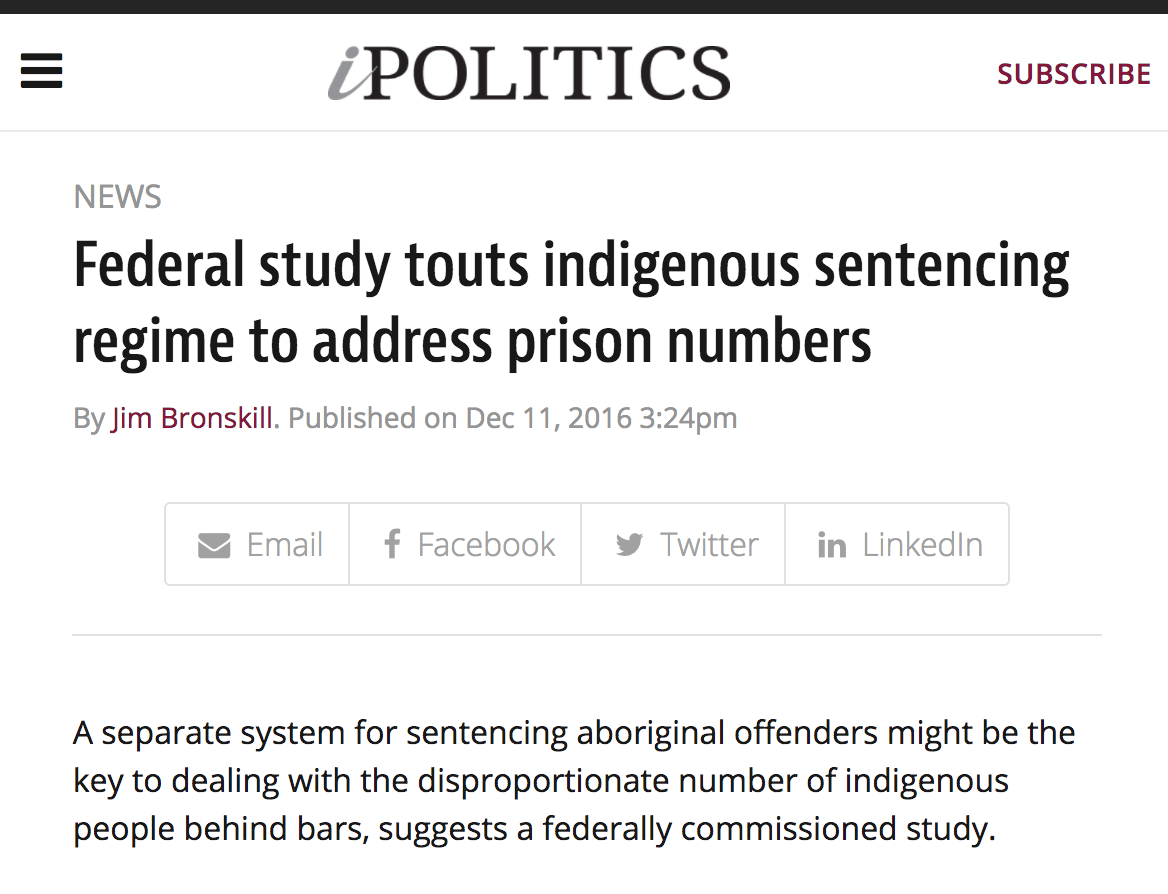 iPOLITICS
SUBSCRIBE
NEWS
Federal study touts indigenous sentencing
regime to address prison numbers
By Jim Bronskill. Published on Dec 11, 2016 3:24pm
Email
Facebook
Twitter
LinkedIn
A separate system for sentencing aboriginal offenders might be the
key to dealing with the disproportionate number of indigenous
people behind bars, suggests a federally commissioned study.